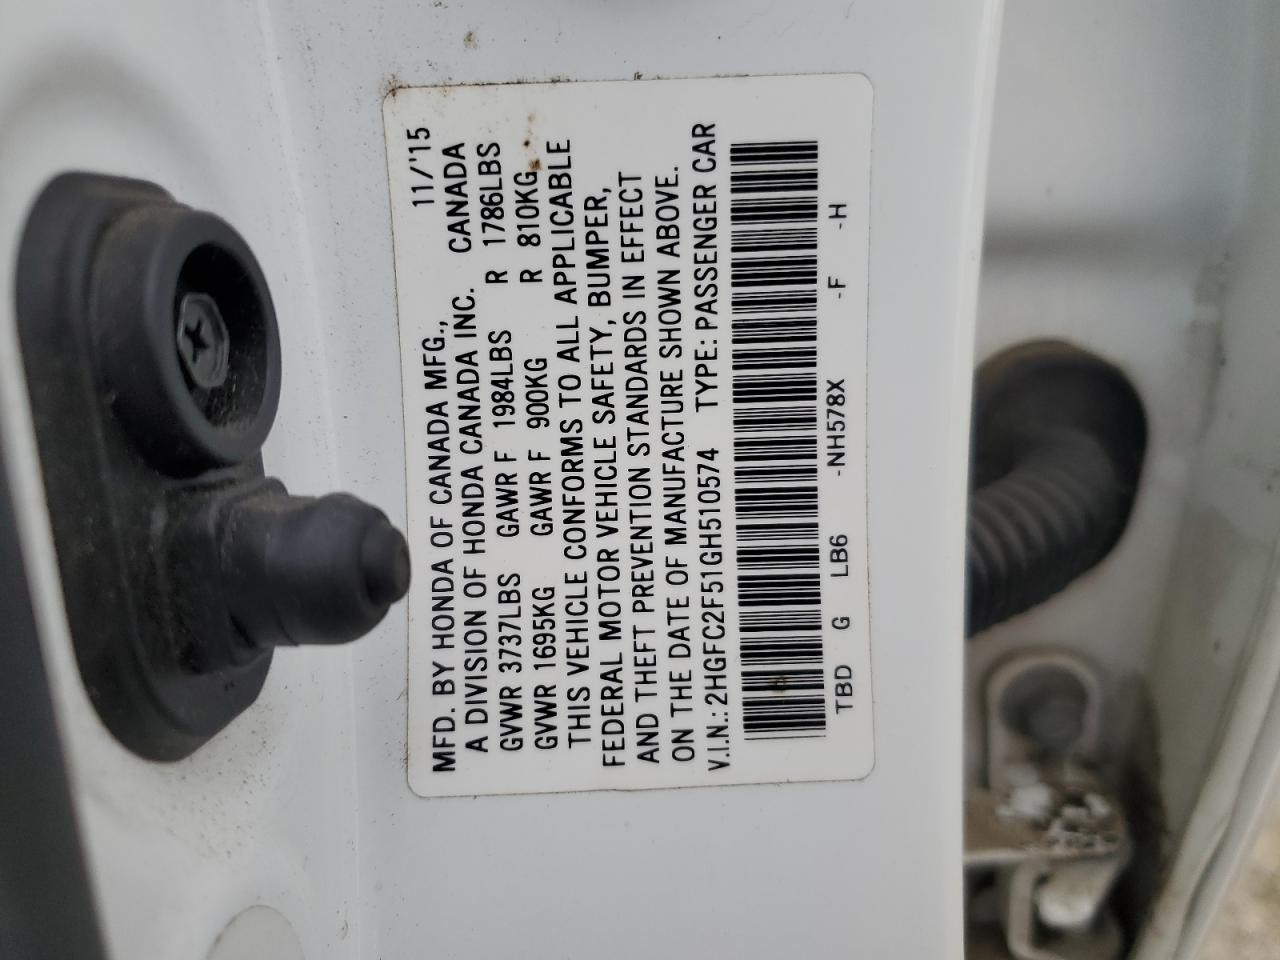 11/'15
MFD. BY HONDA OF CANADA MFG.,
A DIVISION OF HONDA CANADA INC. CANADA
GVWR 3737LBS GAWR F 1984LBS R 1786LBS
GVWR 1695KG GAWR F 900KG R 810KG
THIS VEHICLE CONFORMS TO ALL APPLICABLE
FEDERAL MOTOR VEHICLE SAFETY, BUMPER,
AND THEFT PREVENTION STANDARDS IN EFFECT
ON THE DATE OF MANUFACTURE SHOWN ABOVE.
V.I.N.: 2HGFC2F51GH510574 TYPE: PASSENGER CAR
TBD G LB6 -NH578X -F -H